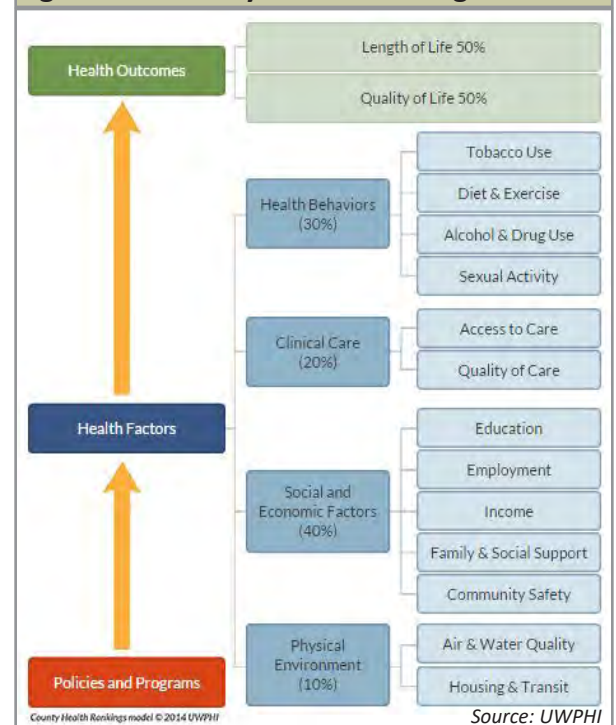 Health Outcomes
Length of Life 50%
Quality of Life 50%
Health Behaviors
(30%)
Tobacco Use
Diet & Exercise
Alcohol & Drug Use
Sexual Activity
Clinical Care
(20%)
Access to Care
Quality of Care
Health Factors
Social and
Economic Factors
(40%)
Education
Employment
Income
Family & Social Support
Community Safety
Physical
Environment
(10%)
Air & Water Quality
Housing & Transit
Policies and Programs
County Health Rankings model © 2014 UWPHI
Source: UWPHI